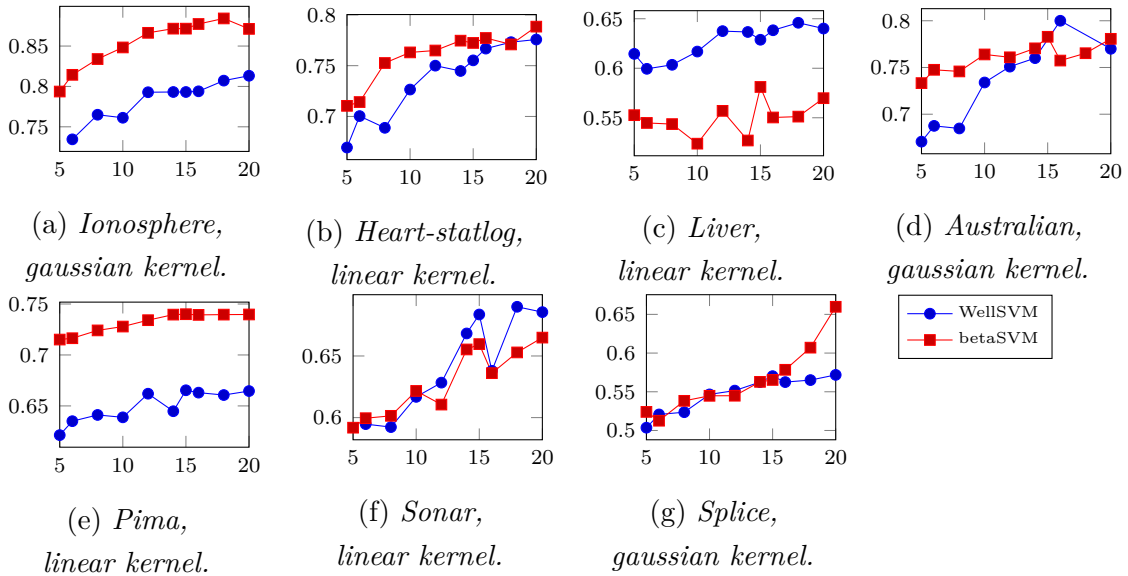 0.85
0.8
0.75
5 10 15 20
(a) Ionosphere,
gaussian kernel.
0.8
0.75
0.7
5 10 15 20
(b) Heart-statlog,
linear kernel.
0.65
0.6
0.55
5 10 15 20
(c) Liver,
linear kernel.
0.8
0.75
0.7
5 10 15 20
(d) Australian,
gaussian kernel.
0.75
0.7
0.65
5 10 15 20
(e) Pima,
linear kernel.
0.65
0.6
5 10 15 20
(f) Sonar,
linear kernel.
0.65
0.6
0.55
0.5
5 10 15 20
(g) Splice,
gaussian kernel.
WellSVM
betaSVM